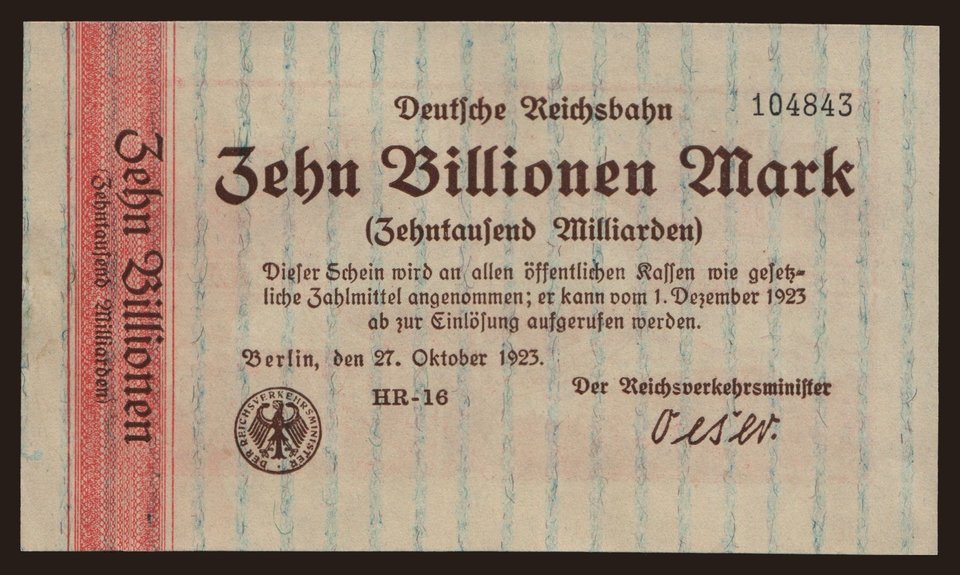 Deutsche Reichsbahn
104843
Zehn Billionen Mark
(Zehntausend Milliarden)
Dieser Schein wird an allen öffentlichen Kassen wie gesetz-
liche Zahlmittel angenommen; er kann vom 1. Dezember 1923
ab zur Einlösung aufgerufen werden.
Berlin, den 27. Oktober 1923.
HR-16
Der Reichsverkehrsminister
Oeser.
DER REICHSVERKEHRSMINISTER
Zehn Billionen
(Zehntausend Milliarden)